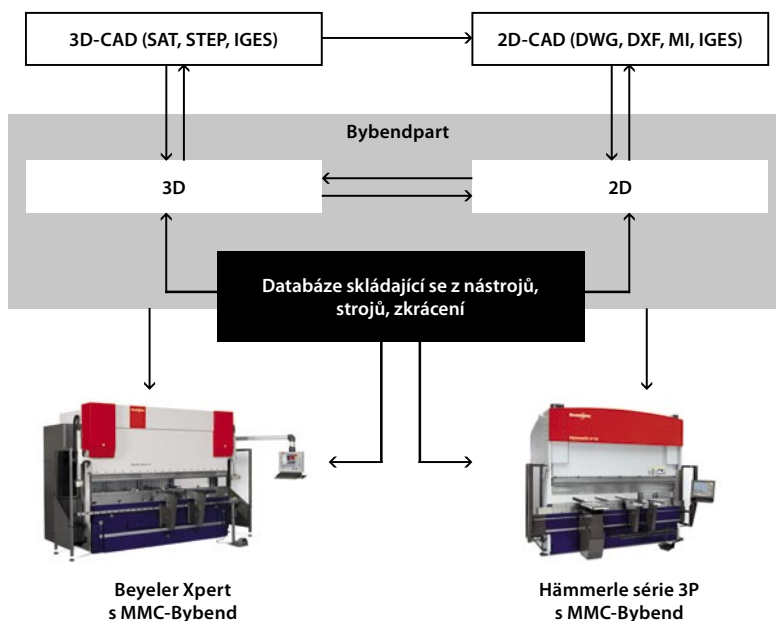 3D-CAD (SAT, STEP, IGES)
2D-CAD (DWG, DXF, MI, IGES)
Bybendpart
3D
2D
Databáze skládající se z nástrojů,
strojů, zkrácení
Beyeler Xpert
s MMC-Bybend
Hämmerle série 3P
s MMC-Bybend